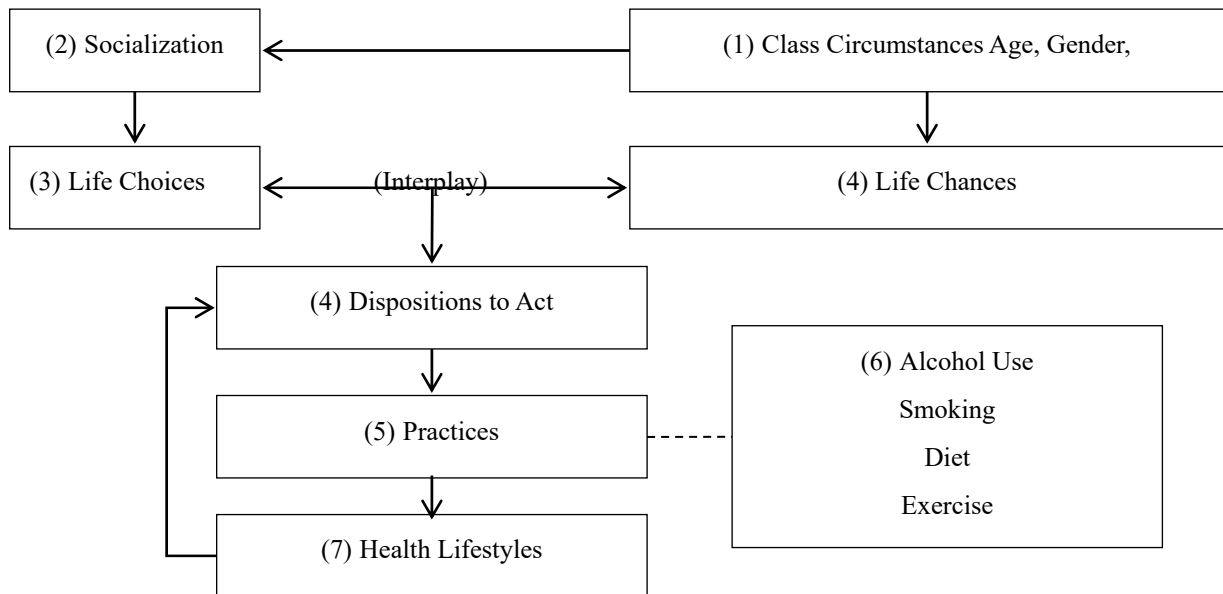 (2) Socialization
(1) Class Circumstances Age, Gender,
(3) Life Choices
(Interplay)
(4) Life Chances
(4) Dispositions to Act
(5) Practices
(6) Alcohol Use
Smoking
Diet
Exercise
(7) Health Lifestyles